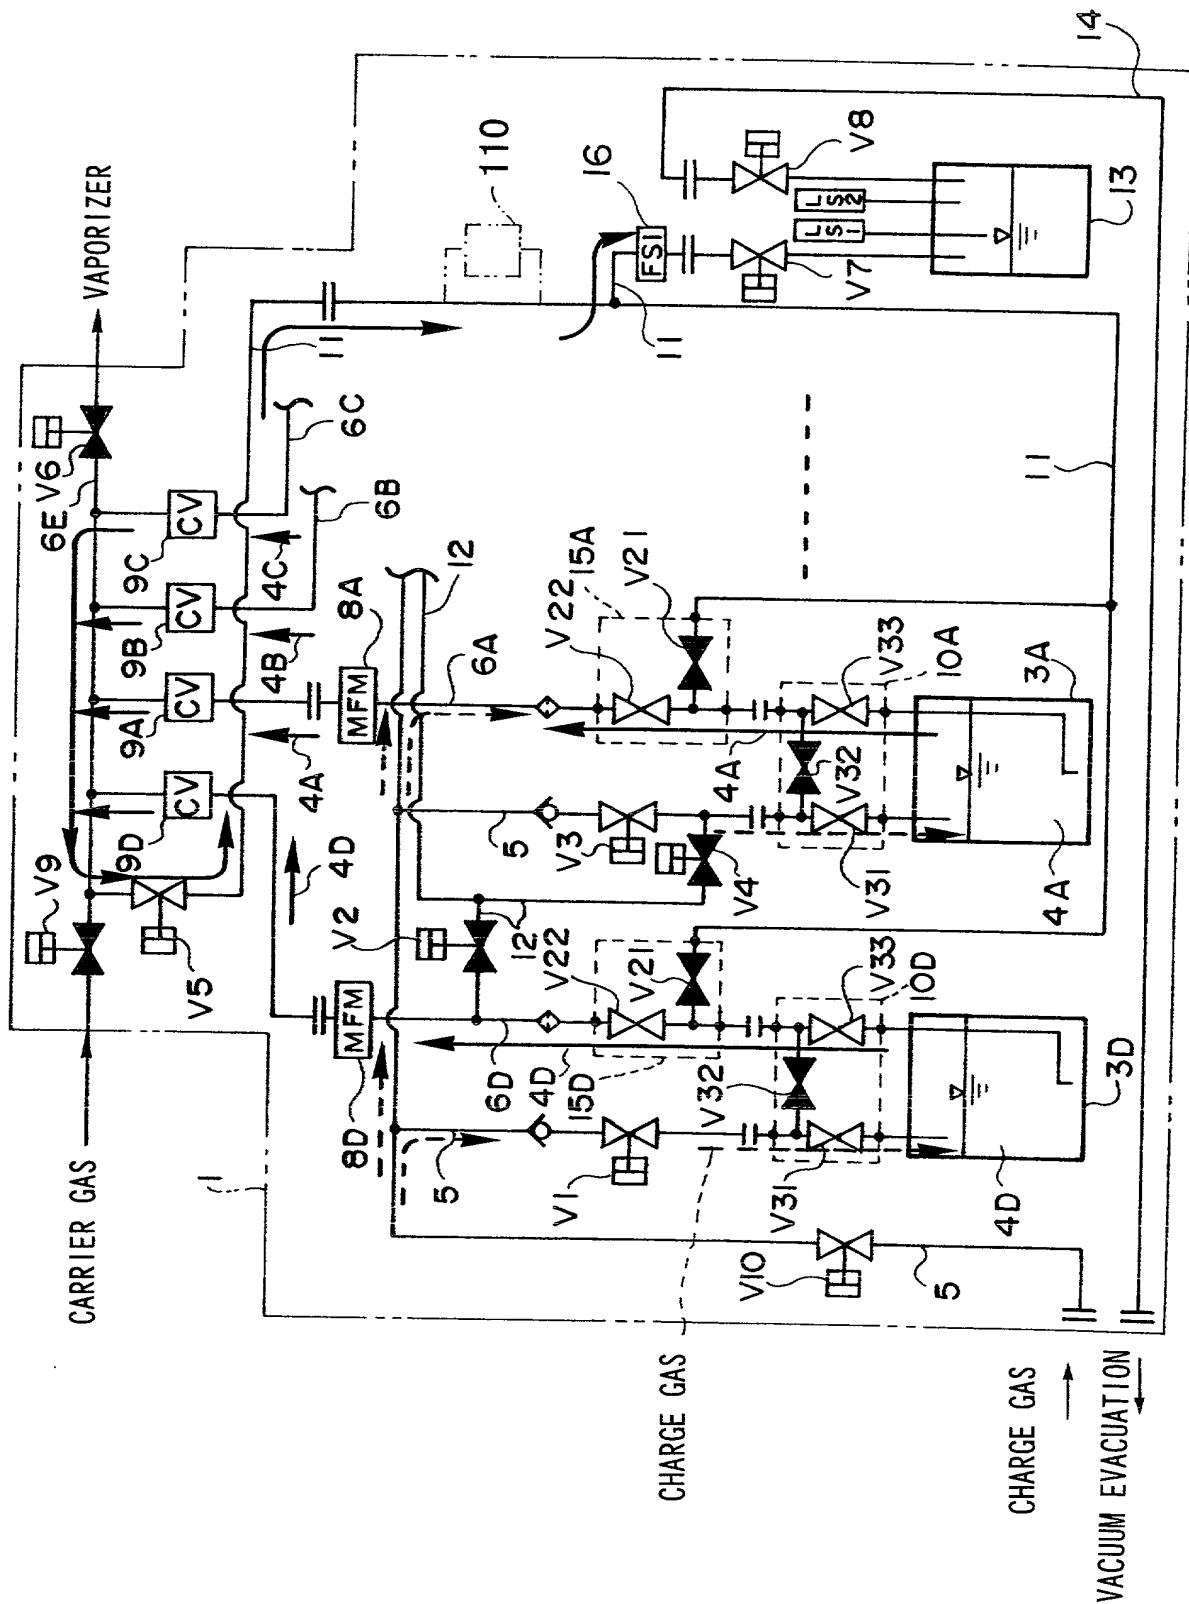 VAPORIZER
CARRIER GAS
1
V9
V5
V6
6E
9C
CV
9B
CV
9A
CV
9D
CV
4C
4B
4A
4D
6C
6B
11
110
16
FS1
11
V7
V8
LS1
LS2
13
14
12
8A
MFM
6A
8D
MFM
6D
V2
12
5
5
V3
V4
V1
V22
15A
V21
V22
V21
4D
15D
4A
V33
10A
V32
V31
3A
4A
V33
10D
V32
V31
3D
4D
11
V10
5
CHARGE GAS
CHARGE GAS
VACUUM EVACUATION